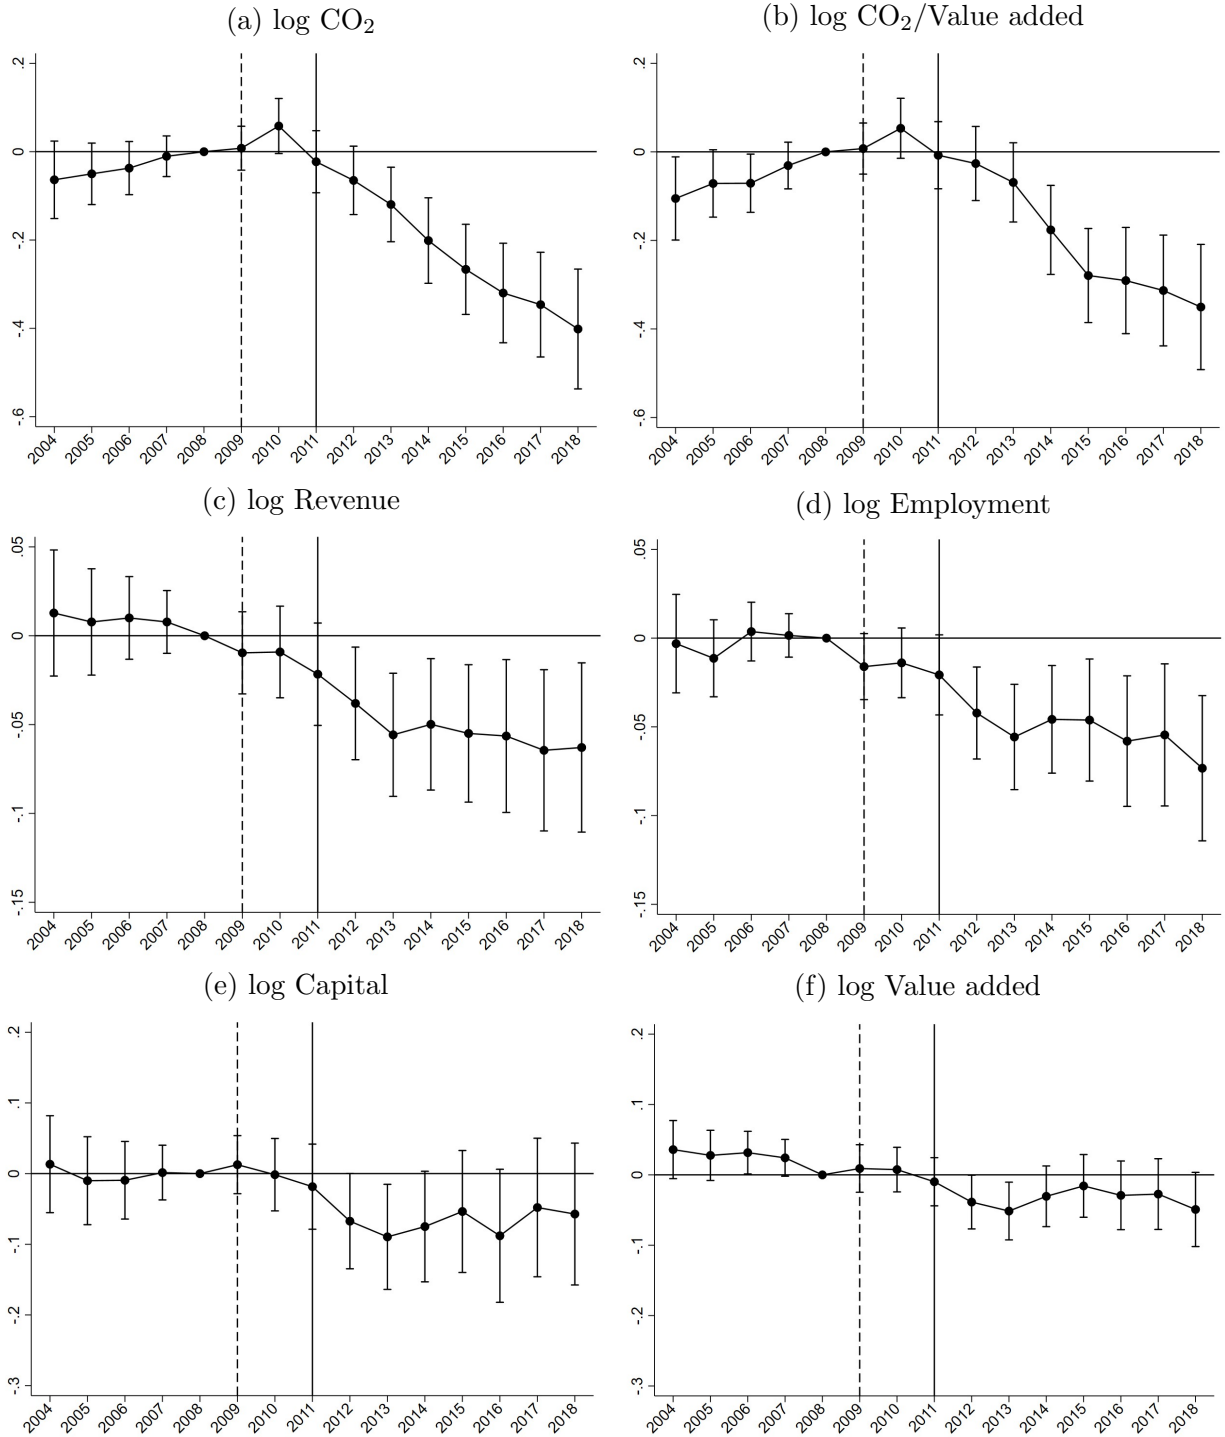 (a) log CO₂
.2
0
-.2
-.4
-.6
2004 2005 2006 2007 2008 2009 2010 2011 2012 2013 2014 2015 2016 2017 2018
(b) log CO₂/Value added
.2
0
-.2
-.4
-.6
2004 2005 2006 2007 2008 2009 2010 2011 2012 2013 2014 2015 2016 2017 2018
(c) log Revenue
.05
0
-.05
-.1
-.15
2004 2005 2006 2007 2008 2009 2010 2011 2012 2013 2014 2015 2016 2017 2018
(d) log Employment
.05
0
-.05
-.1
-.15
2004 2005 2006 2007 2008 2009 2010 2011 2012 2013 2014 2015 2016 2017 2018
(e) log Capital
.2
.1
0
-.1
-.2
-.3
2004 2005 2006 2007 2008 2009 2010 2011 2012 2013 2014 2015 2016 2017 2018
(f) log Value added
.2
.1
0
-.1
-.2
-.3
2004 2005 2006 2007 2008 2009 2010 2011 2012 2013 2014 2015 2016 2017 2018